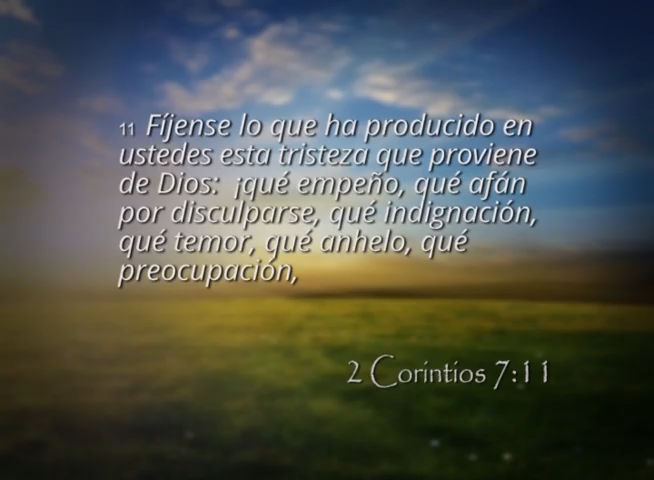 11 Fíjense lo que ha producido en
ustedes esta tristeza que proviene
de Dios: ¡qué empeño, qué afán
por disculparse, qué indignación,
qué temor, qué anhelo, qué
preocupación,
2 Corintios 7:11